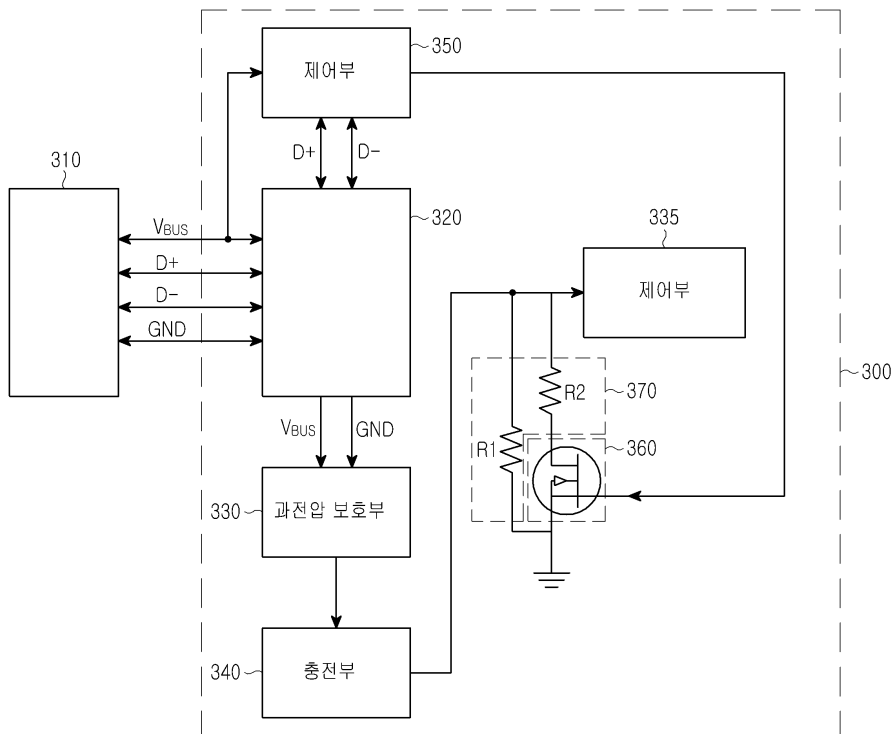 350
제어부
D+
D-
310
320
VBUS
335
D+
제어부
D-
GND
300
370
R2
VBUS
GND
R1
360
330
과전압 보호부
340
충전부